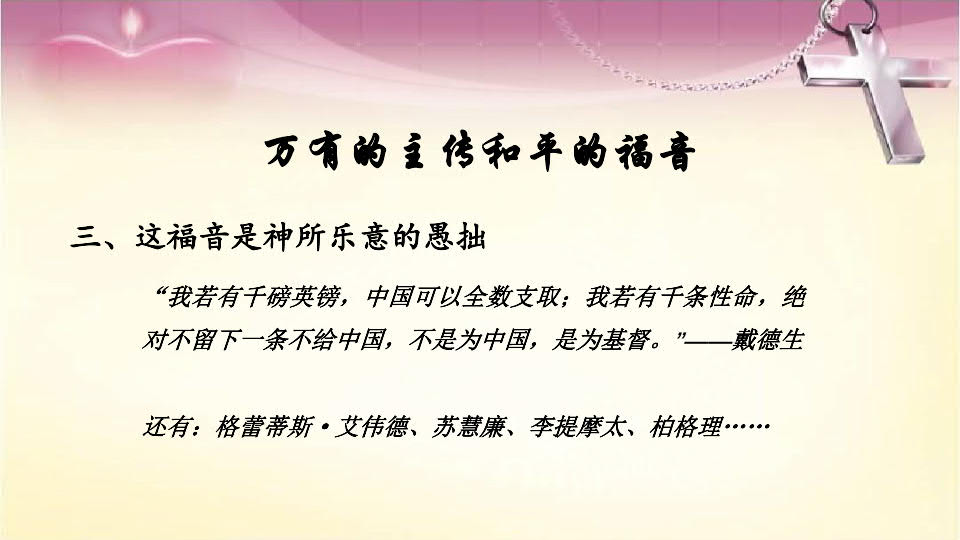 万有的主传和平的福音
三、这福音是神所乐意的愚拙
“我若有千磅英镑，中国可以全数支取；我若有千条性命，绝
对不留下一条不给中国，不是为中国，是为基督。”——戴德生
还有：格蕾蒂斯·艾伟德、苏慧廉、李提摩太、柏格理……